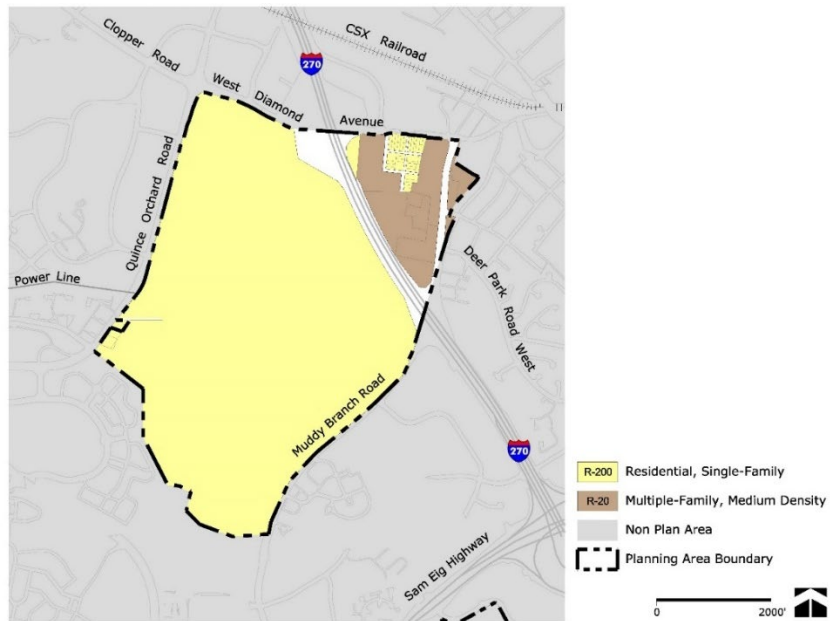 Clopper Road
CSX Railroad
270
West Diamond Avenue
Quince Orchard Road
Power Line
Deer Park Road West
Muddy Branch Road
270
Sam Eig Highway
R-200 Residential, Single-Family
R-20 Multiple-Family, Medium Density
Non Plan Area
Planning Area Boundary
0 2000'